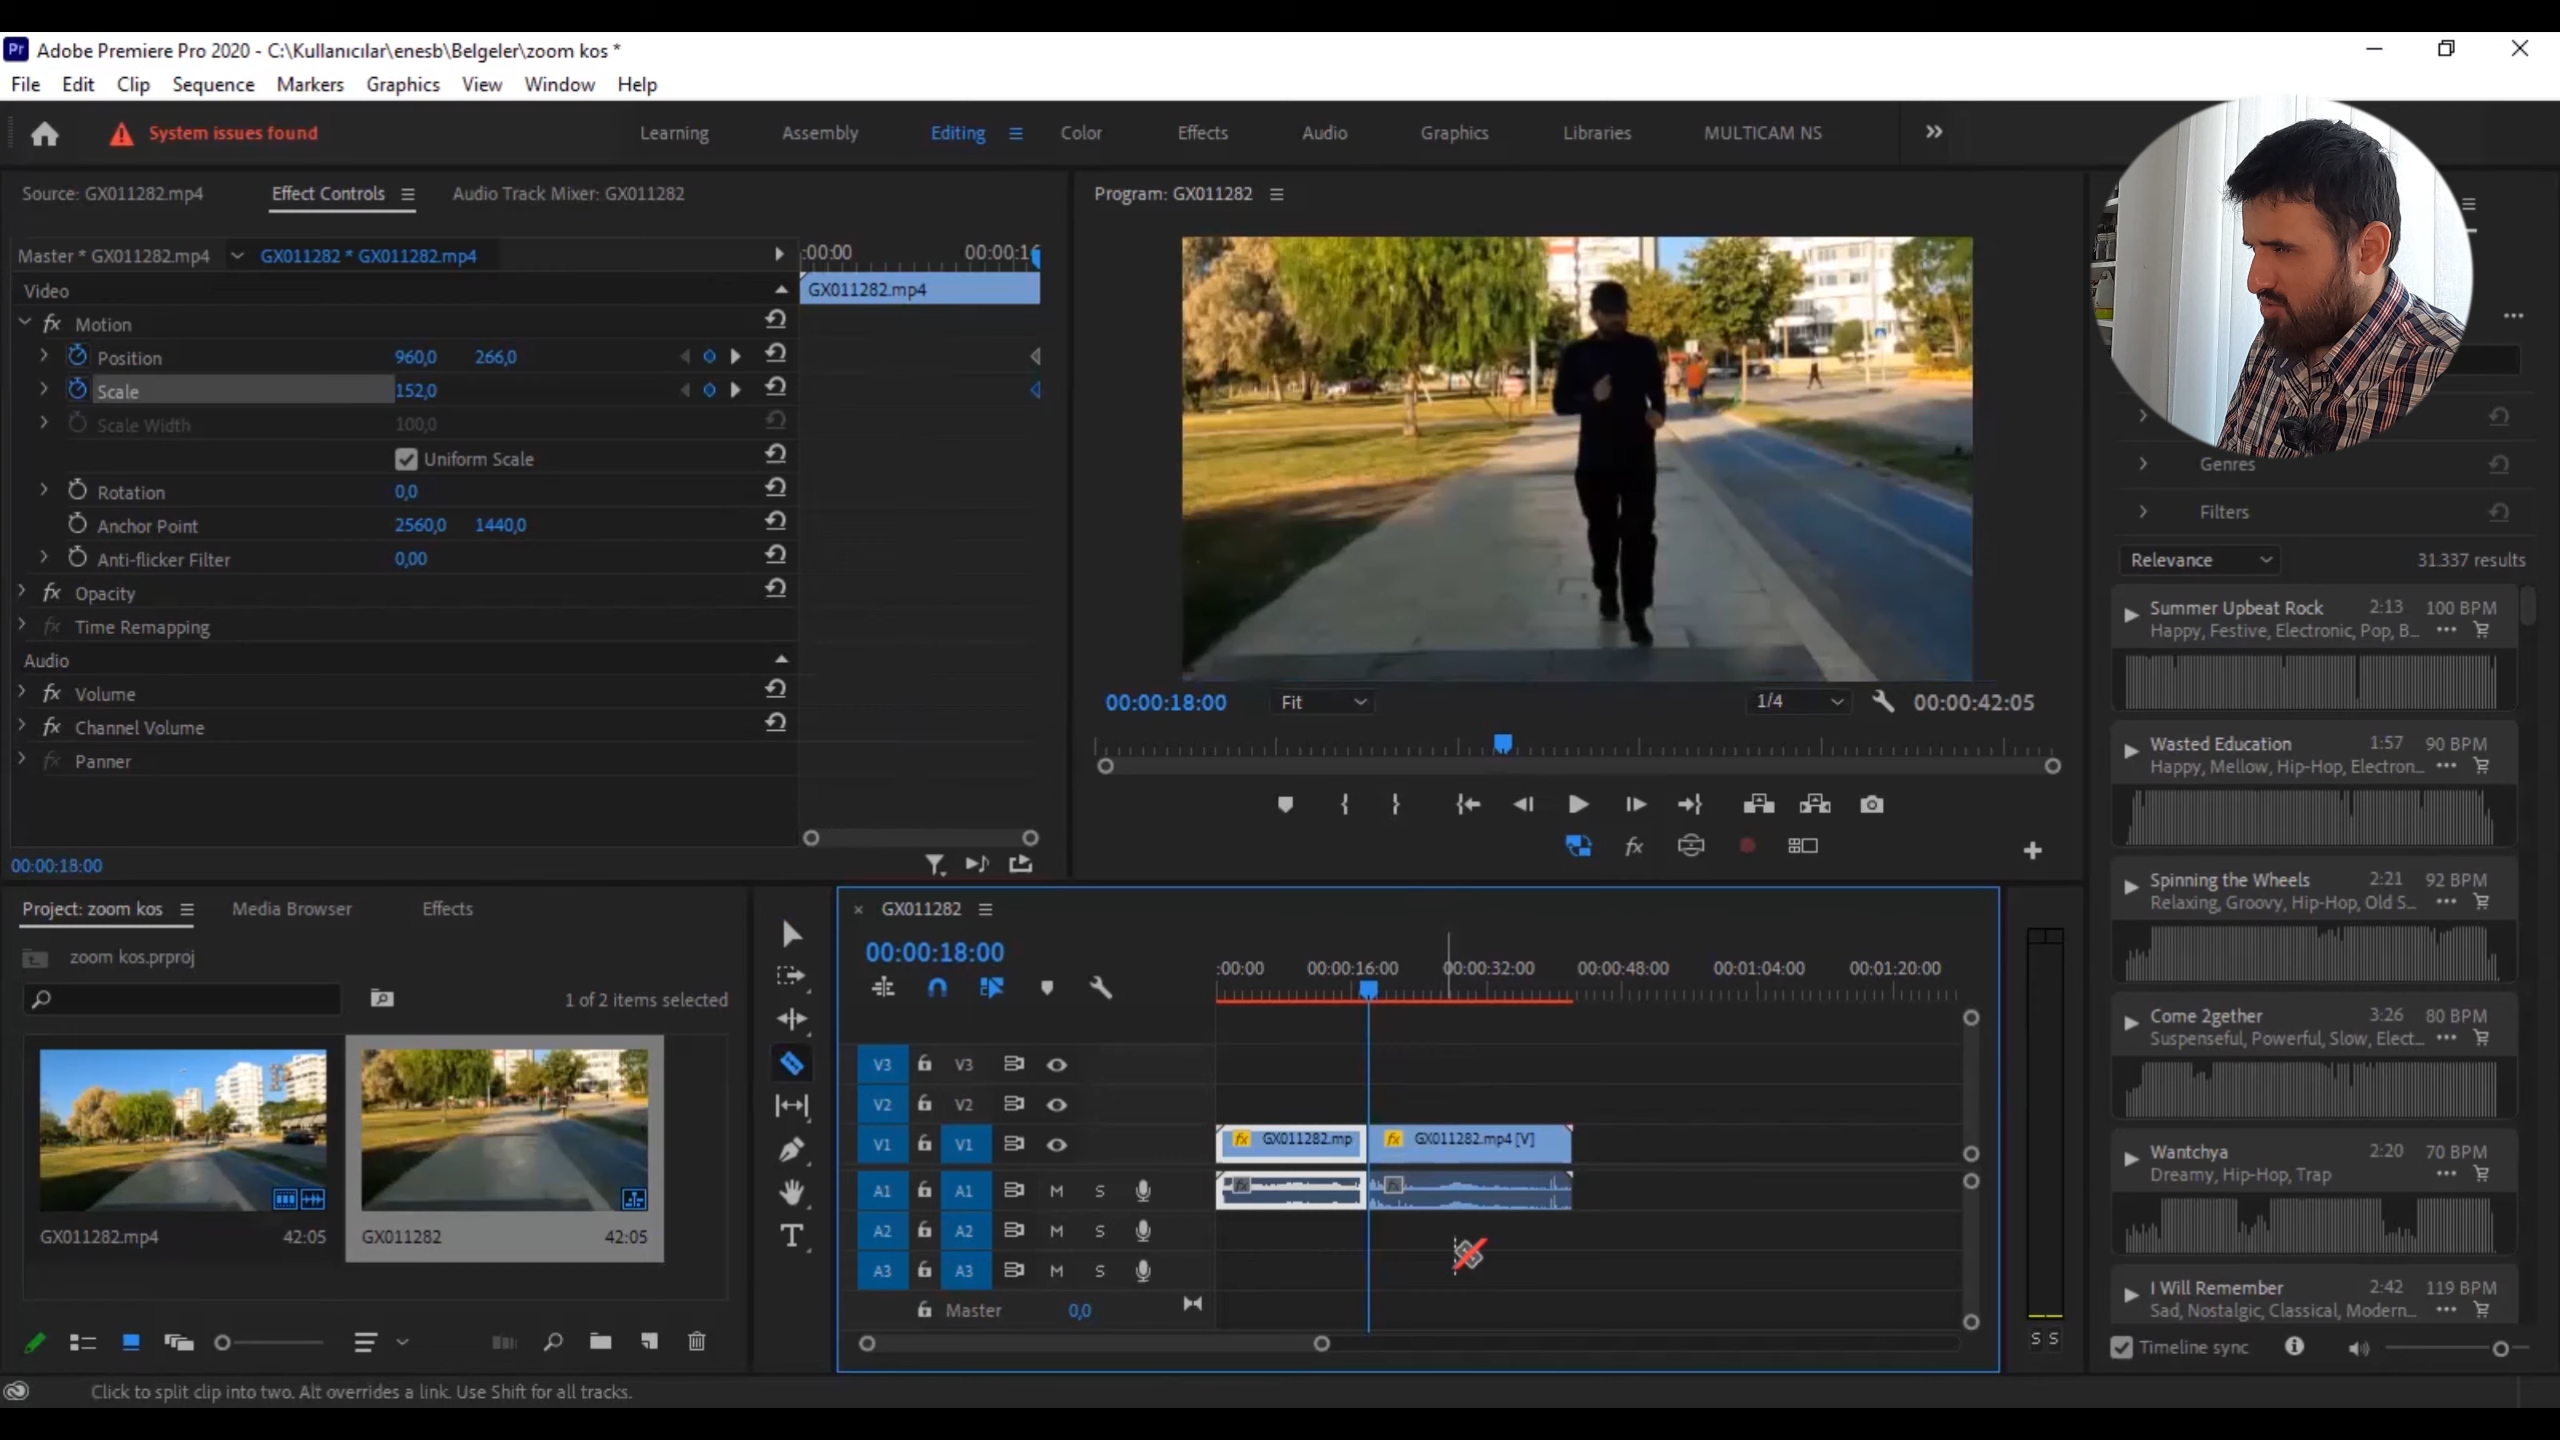 Adobe Premiere Pro 2020 - C:\Kullanıcılar\enesb\Belgeler\zoom kos *
File Edit Clip Sequence Markers Graphics View Window Help
System issues found
Learning Assembly Editing Color Effects Audio Graphics Libraries MULTICAM NS
Source: GX011282.mp4 Effect Controls Audio Track Mixer: GX011282
Master * GX011282.mp4 GX011282 * GX011282.mp4
:00:00 00:00:16
Video
GX011282.mp4
fx Motion
Position 960,0 266,0
Scale 152,0
Scale Width 100,0
Uniform Scale
Rotation 0,0
Anchor Point 2560,0 1440,0
Anti-flicker Filter 0,00
fx Opacity
fx Time Remapping
Audio
fx Volume
fx Channel Volume
fx Panner
00:00:18:00
Program: GX011282
00:00:18:00 Fit 1/4 00:00:42:05
fx
Project: zoom kos Media Browser Effects
zoom kos.prproj
1 of 2 items selected
GX011282.mp4 42:05
GX011282 42:05
GX011282
00:00:18:00
:00:00 00:00:16:00 00:00:32:00 00:00:48:00 00:01:04:00 00:01:20:00
V3 V3
V2 V2
V1 V1 fx GX011282.mp fx GX011282.mp4 [V]
A1 A1 M S fx fx
A2 A2 M S
A3 A3 M S
Master 0,0
S S
Genres
Filters
Relevance 31.337 results
Summer Upbeat Rock 2:13 100 BPM
Happy, Festive, Electronic, Pop, B...
Wasted Education 1:57 90 BPM
Happy, Mellow, Hip-Hop, Electron...
Spinning the Wheels 2:21 92 BPM
Relaxing, Groovy, Hip-Hop, Old S...
Come 2gether 3:26 80 BPM
Suspenseful, Powerful, Slow, Elect...
Wantchya 2:20 70 BPM
Dreamy, Hip-Hop, Trap
I Will Remember 2:42 119 BPM
Sad, Nostalgic, Classical, Modern...
Timeline sync
Click to split clip into two. Alt overrides a link. Use Shift for all tracks.